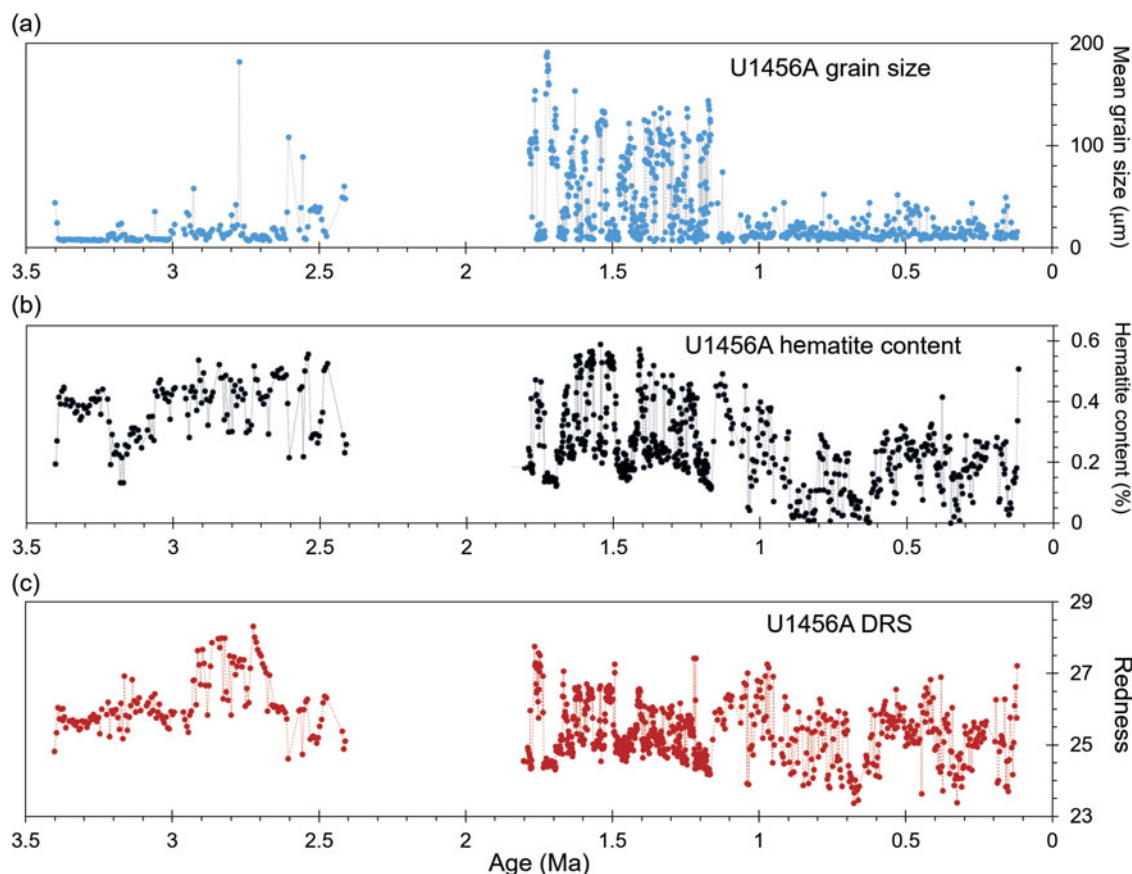 (a)
200
100
0
Mean grain size (μm)
U1456A grain size
3.5 3 2.5 2 1.5 1 0.5 0
(b)
0.6
0.4
0.2
0
Hematite content (%)
U1456A hematite content
3.5 3 2.5 2 1.5 1 0.5 0
(c)
29
27
25
23
Redness
U1456A DRS
3.5 3 2.5 2 1.5 1 0.5 0
Age (Ma)